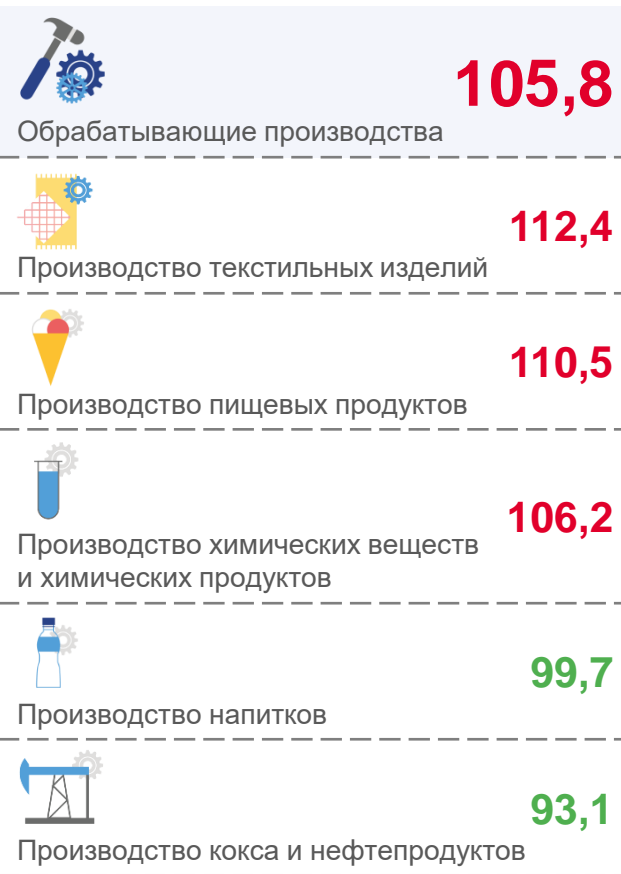 105,8
Обрабатывающие производства
112,4
Производство текстильных изделий
110,5
Производство пищевых продуктов
106,2
Производство химических веществ
и химических продуктов
99,7
Производство напитков
93,1
Производство кокса и нефтепродуктов